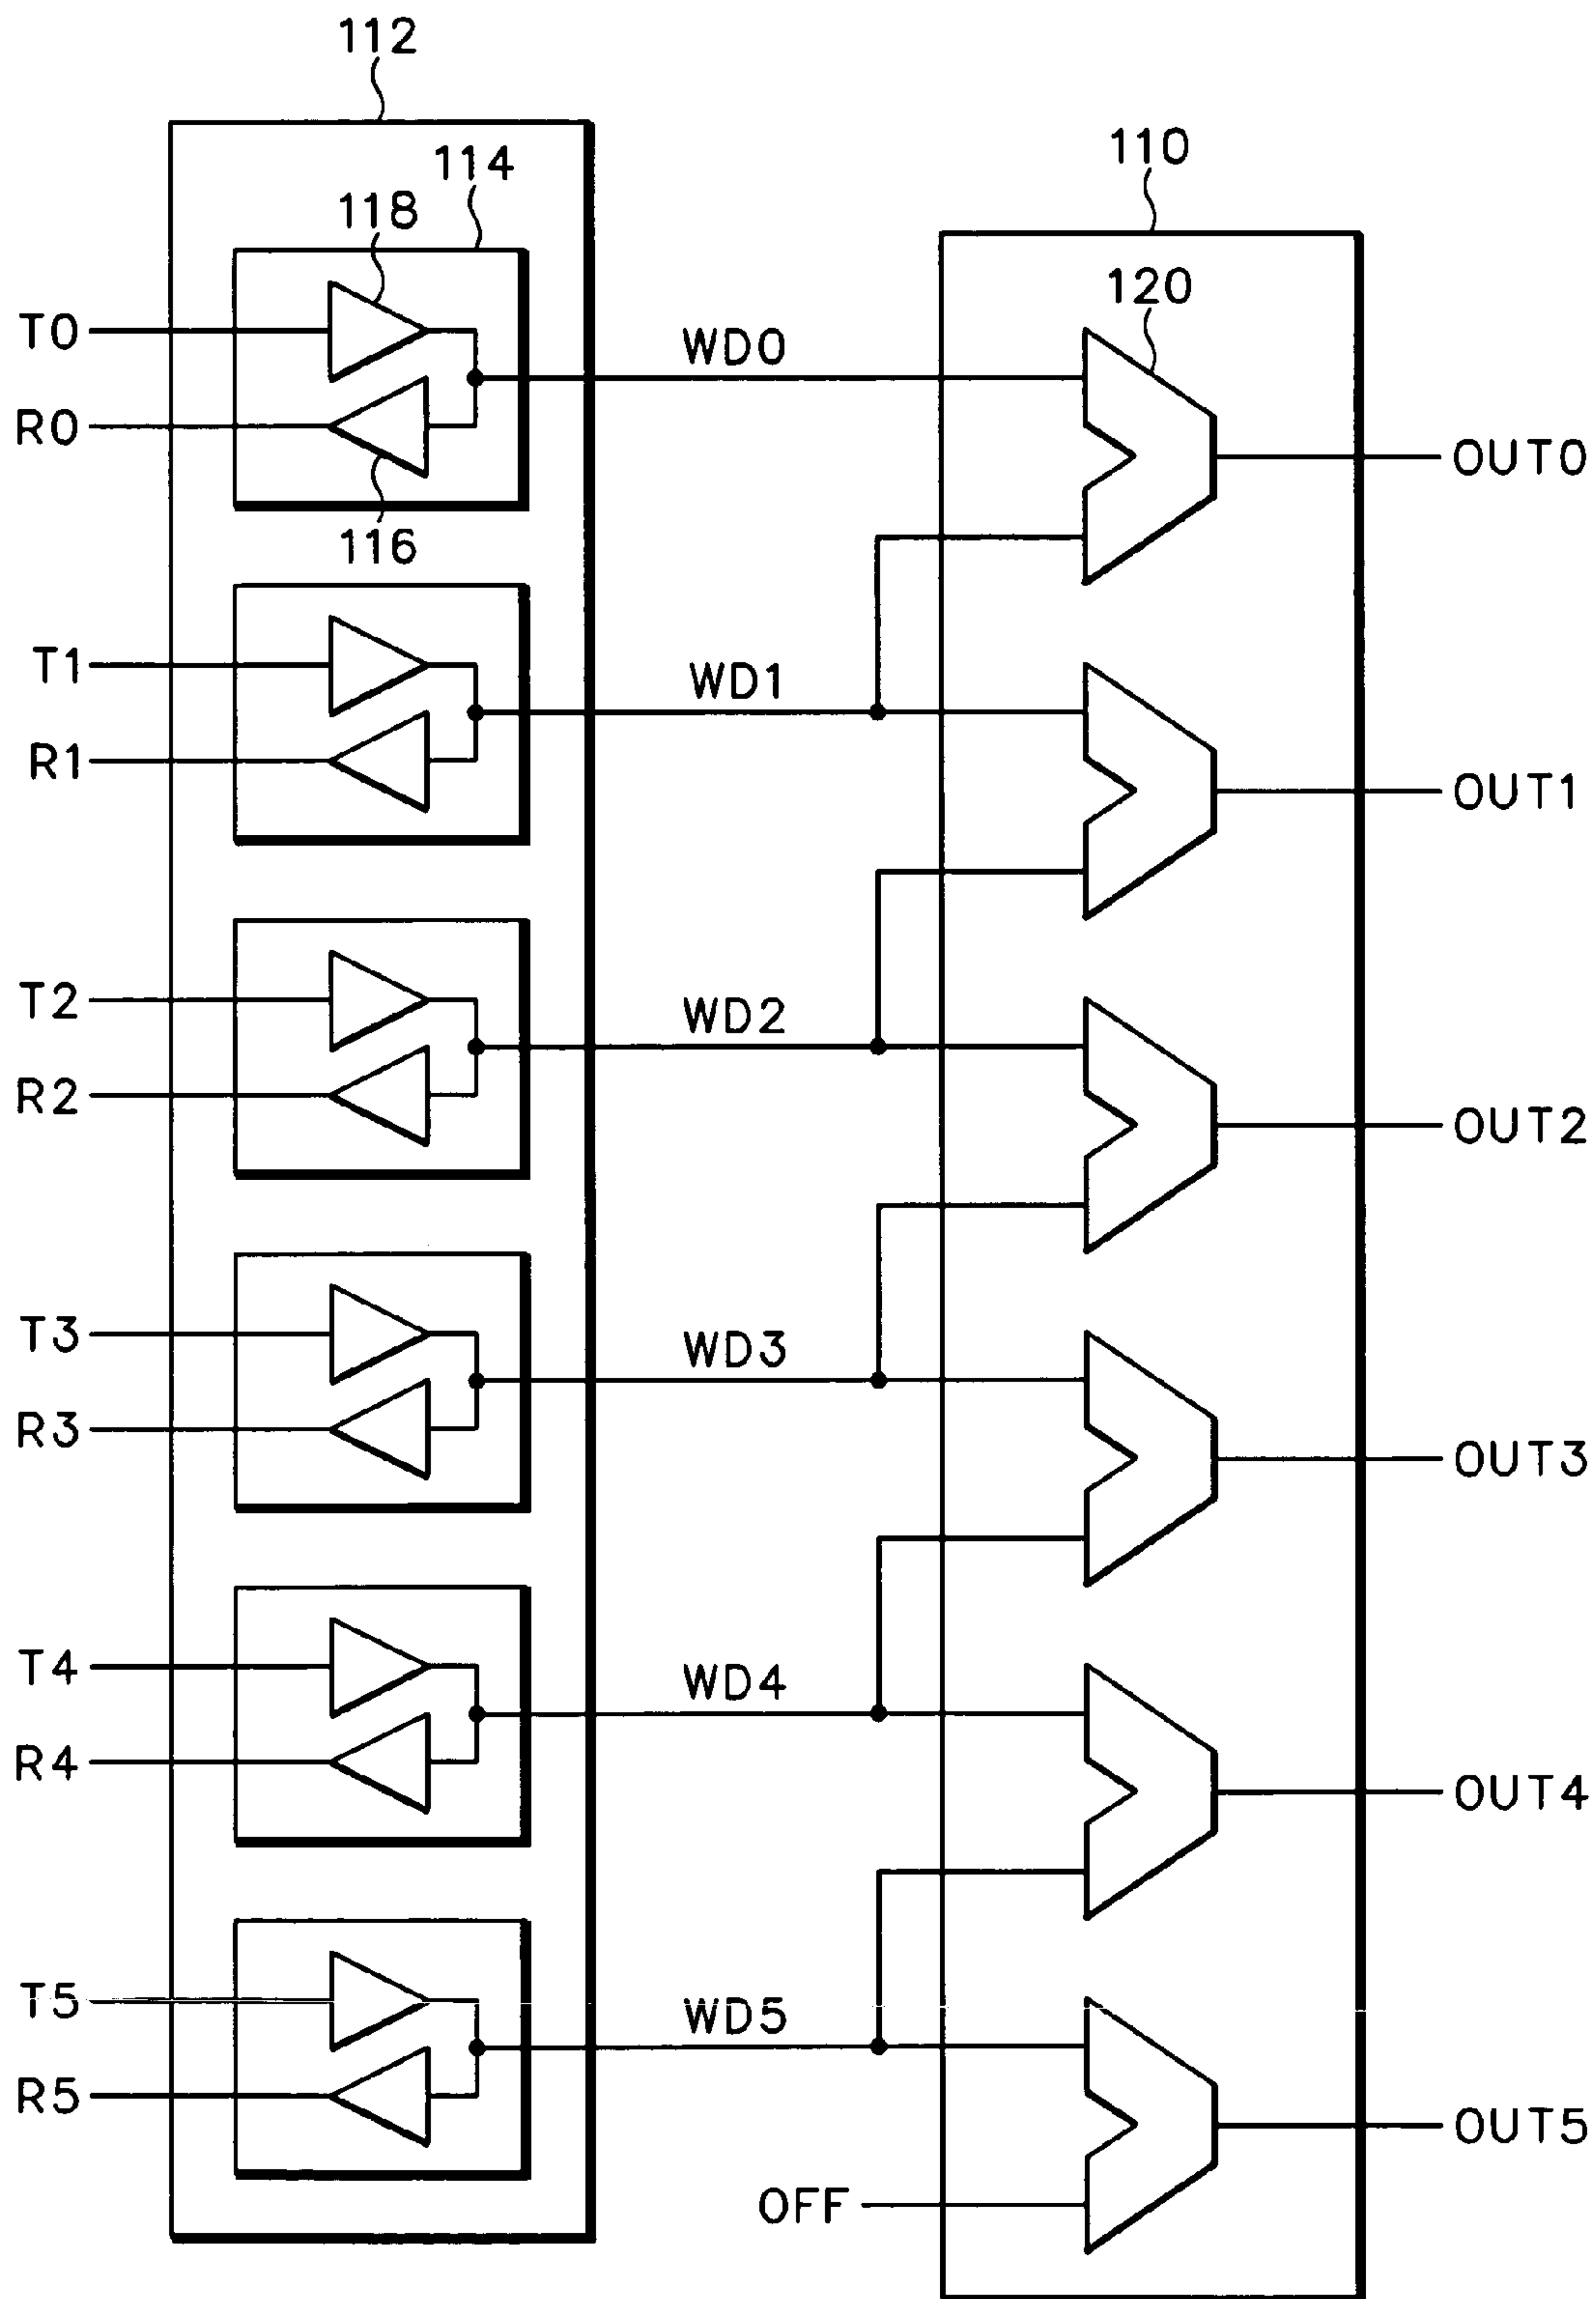 112
114
110
118
120
T0
WD0
R0
OUT0
116
T1
WD1
R1
OUT1
T2
WD2
R2
OUT2
T3
WD3
R3
OUT3
T4
WD4
R4
OUT4
T5
WD5
R5
OUT5
OFF